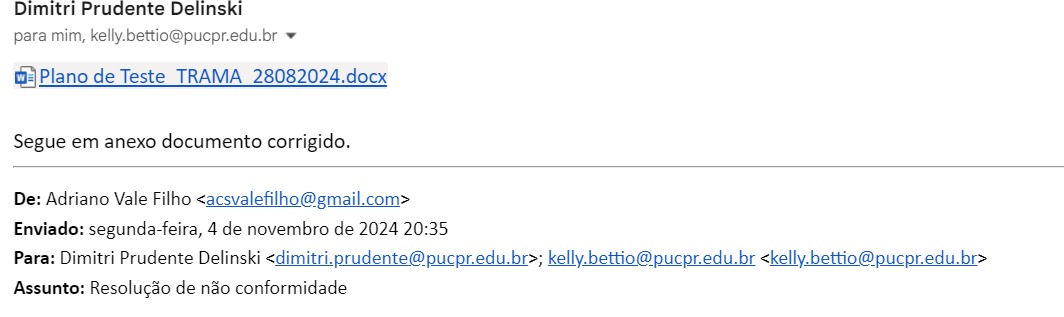 Dimitri Prudente Delinski
para mim, kelly.bettio@pucpr.edu.br
Plano de Teste_TRAMA_28082024.docx
Segue em anexo documento corrigido.
De: Adriano Vale Filho <acsvalefilho@gmail.com>
Enviado: segunda-feira, 4 de novembro de 2024 20:35
Para: Dimitri Prudente Delinski <dimitri.prudente@pucpr.edu.br>; kelly.bettio@pucpr.edu.br <kelly.bettio@pucpr.edu.br>
Assunto: Resolução de não conformidade